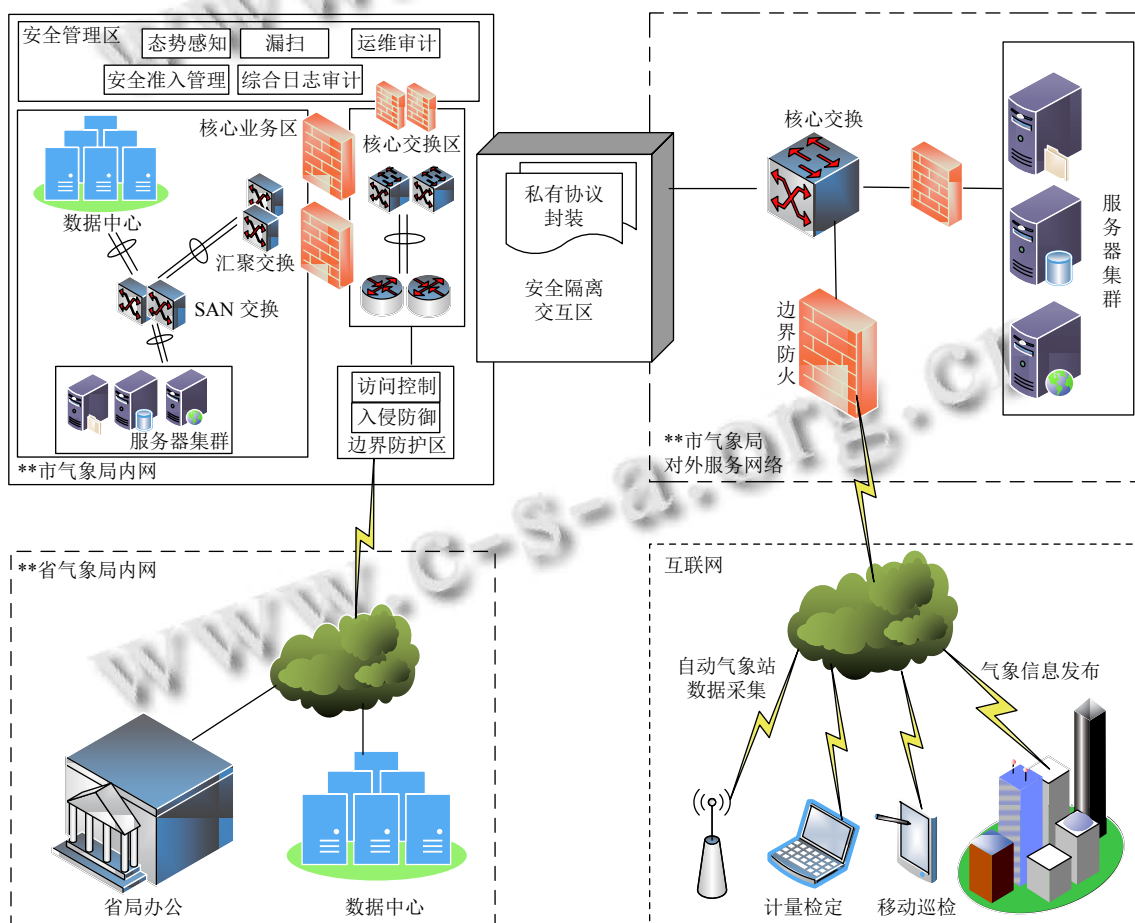 安全管理区
态势感知
漏扫
运维审计
安全准入管理
综合日志审计
核心业务区
核心交换区
数据中心
汇聚交换
SAN 交换
服务器集群
**市气象局内网
访问控制
入侵防御
边界防护区
私有协议
封装
安全隔离
交互区
核心交换
服务器集群
边界防火
**市气象局
对外服务网络
**省气象局内网
省局办公
数据中心
互联网
自动气象站
数据采集
气象信息发布
计量检定
移动巡检
www.c-s-a.org.cn